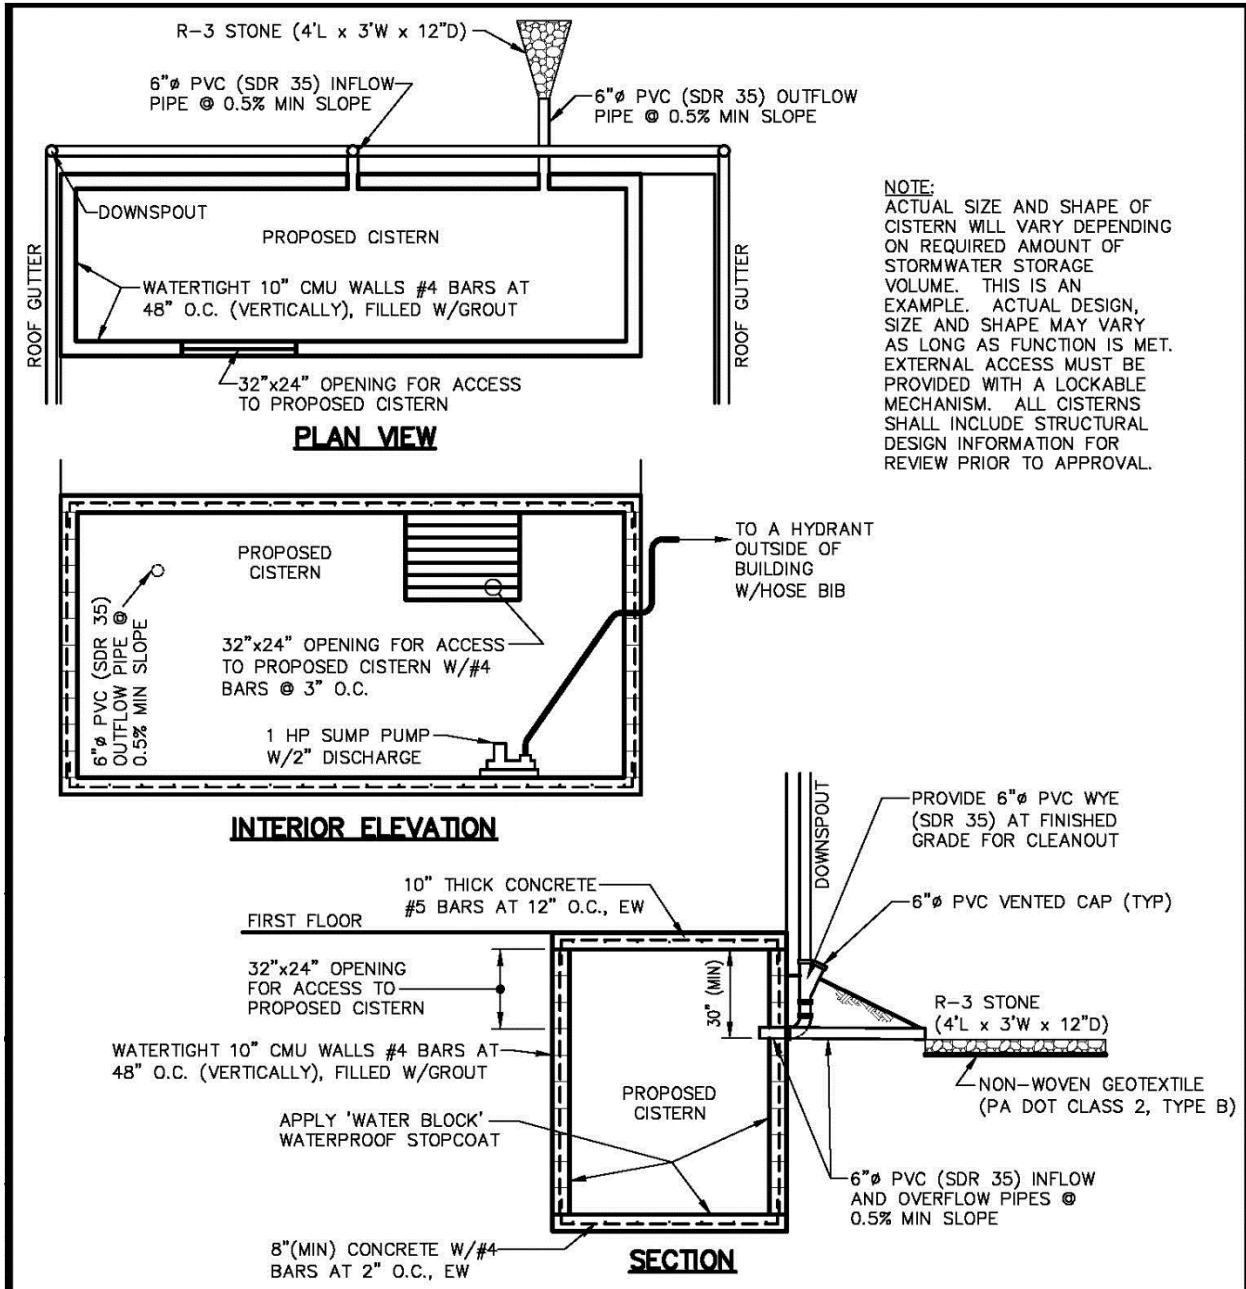 R-3 STONE (4'L x 3'W x 12"D)
6"ø PVC (SDR 35) INFLOW
PIPE @ 0.5% MIN SLOPE
6"ø PVC (SDR 35) OUTFLOW
PIPE @ 0.5% MIN SLOPE
DOWNSPOUT
PROPOSED CISTERN
ROOF GUTTER
WATERTIGHT 10" CMU WALLS #4 BARS AT
48" O.C. (VERTICALLY), FILLED W/GROUT
ROOF GUTTER
32"x24" OPENING FOR ACCESS
TO PROPOSED CISTERN
PLAN VIEW
NOTE:
ACTUAL SIZE AND SHAPE OF
CISTERN WILL VARY DEPENDING
ON REQUIRED AMOUNT OF
STORMWATER STORAGE
VOLUME. THIS IS AN
EXAMPLE. ACTUAL DESIGN,
SIZE AND SHAPE MAY VARY
AS LONG AS FUNCTION IS MET.
EXTERNAL ACCESS MUST BE
PROVIDED WITH A LOCKABLE
MECHANISM. ALL CISTERNS
SHALL INCLUDE STRUCTURAL
DESIGN INFORMATION FOR
REVIEW PRIOR TO APPROVAL.
PROPOSED
CISTERN
TO A HYDRANT
OUTSIDE OF
BUILDING
W/HOSE BIB
6"ø PVC (SDR 35)
OUTFLOW PIPE @
0.5% MIN SLOPE
32"x24" OPENING FOR ACCESS
TO PROPOSED CISTERN W/#4
BARS @ 3" O.C.
1 HP SUMP PUMP
W/2" DISCHARGE
INTERIOR ELEVATION
DOWNSPOUT
PROVIDE 6"ø PVC WYE
(SDR 35) AT FINISHED
GRADE FOR CLEANOUT
10" THICK CONCRETE
#5 BARS AT 12" O.C., EW
6"ø PVC VENTED CAP (TYP)
FIRST FLOOR
32"x24" OPENING
FOR ACCESS TO
PROPOSED CISTERN
30" (MIN)
R-3 STONE
(4'L x 3'W x 12"D)
WATERTIGHT 10" CMU WALLS #4 BARS AT
48" O.C. (VERTICALLY), FILLED W/GROUT
NON-WOVEN GEOTEXTILE
(PA DOT CLASS 2, TYPE B)
PROPOSED
CISTERN
APPLY 'WATER BLOCK'
WATERPROOF STOPCOAT
6"ø PVC (SDR 35) INFLOW
AND OVERFLOW PIPES @
0.5% MIN SLOPE
8"(MIN) CONCRETE W/#4
BARS AT 2" O.C., EW
SECTION